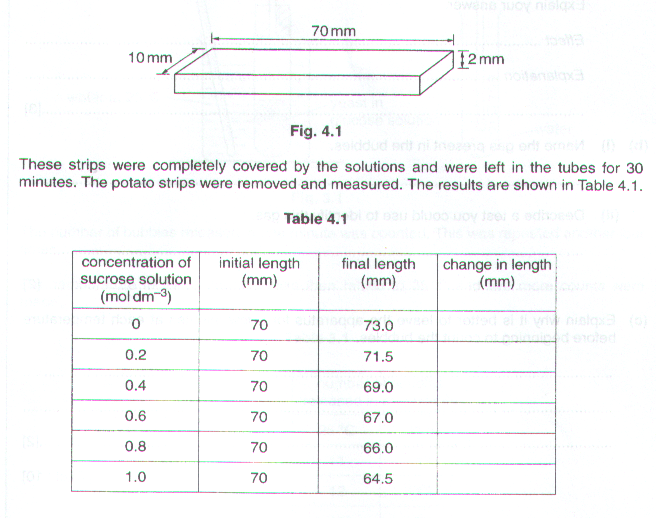 70 mm
10 mm
2 mm
Fig. 4.1
These strips were completely covered by the solutions and were left in the tubes for 30
minutes. The potato strips were removed and measured. The results are shown in Table 4.1.
Table 4.1
concentration of sucrose solution (mol dm⁻³) initial length (mm) final length (mm) change in length (mm)
0 70 73.0
0.2 70 71.5
0.4 70 69.0
0.6 70 67.0
0.8 70 66.0
1.0 70 64.5